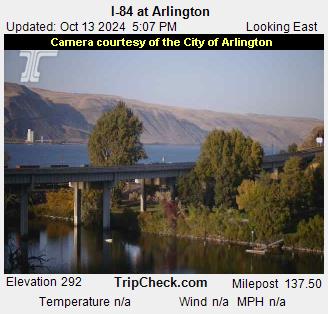 I-84 at Arlington
Updated: Oct 13 2024 5:07 PM Looking East
Camera courtesy of the City of Arlington
Elevation 292 TripCheck.com Milepost 137.50
Temperature n/a Wind n/a MPH n/a